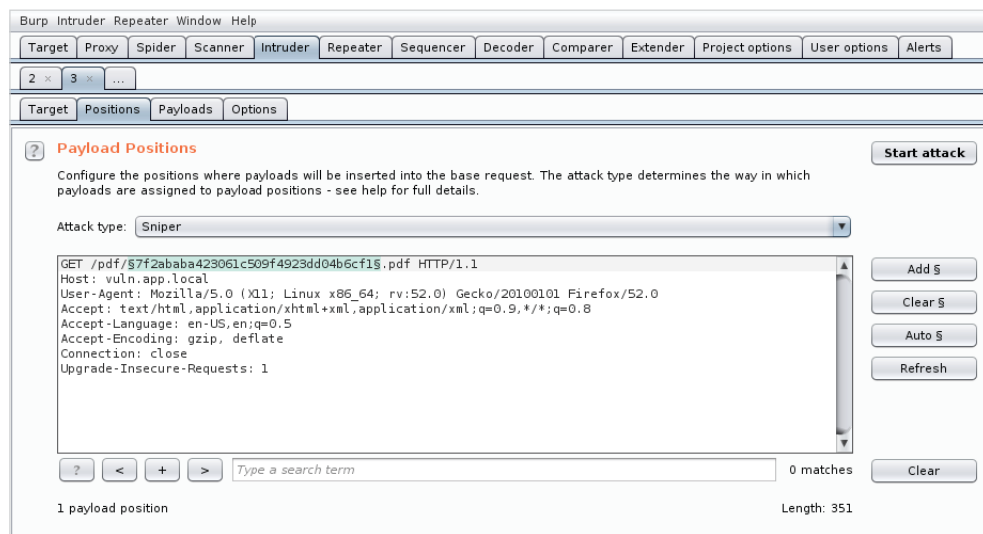 Burp Intruder Repeater Window Help
Target Proxy Spider Scanner Intruder Repeater Sequencer Decoder Comparer Extender Project options User options Alerts
2 × 3 × ...
Target Positions Payloads Options
? Payload Positions
Start attack
Configure the positions where payloads will be inserted into the base request. The attack type determines the way in which
payloads are assigned to payload positions - see help for full details.
Attack type: Sniper
GET /pdf/§7f2ababa423061c509f4923dd04b6cf1§.pdf HTTP/1.1
Host: vuln.app.local
User-Agent: Mozilla/5.0 (X11; Linux x86_64; rv:52.0) Gecko/20100101 Firefox/52.0
Accept: text/html,application/xhtml+xml,application/xml;q=0.9,*/*;q=0.8
Accept-Language: en-US,en;q=0.5
Accept-Encoding: gzip, deflate
Connection: close
Upgrade-Insecure-Requests: 1
Add §
Clear §
Auto §
Refresh
? < + > Type a search term 0 matches Clear
1 payload position Length: 351